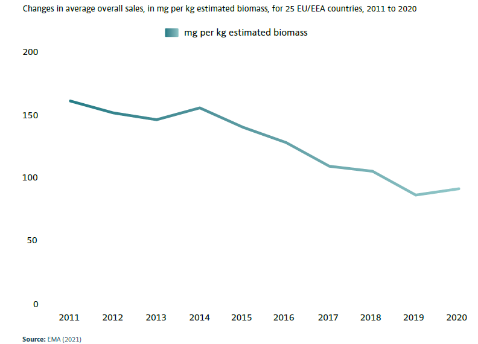 Changes in average overall sales, in mg per kg estimated biomass, for 25 EU/EEA countries, 2011 to 2020
mg per kg estimated biomass
200
150
100
50
0
2011 2012 2013 2014 2015 2016 2017 2018 2019 2020
Source: EMA (2021)